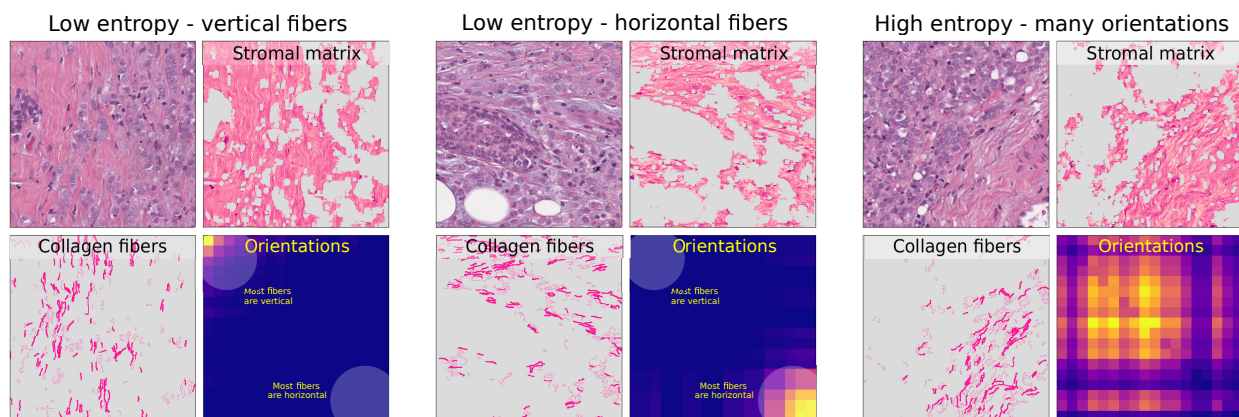 Low entropy - vertical fibers
Stromal matrix
Collagen fibers
Orientations
Most fibers
are vertical
Most fibers
are horizontal
Low entropy - horizontal fibers
Stromal matrix
Collagen fibers
Orientations
Most fibers
are vertical
Most fibers
are horizontal
High entropy - many orientations
Stromal matrix
Collagen fibers
Orientations